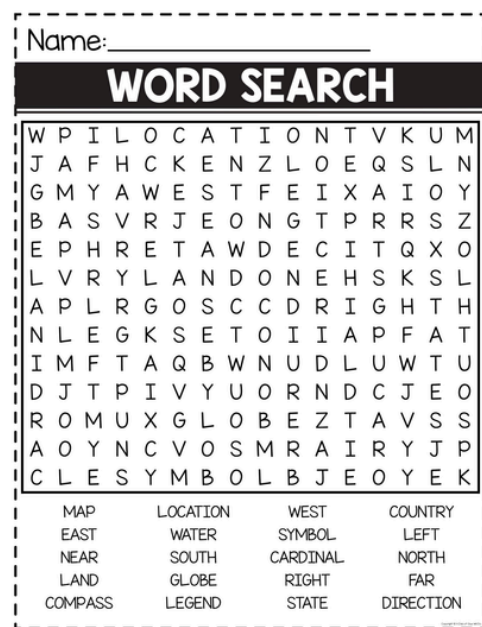 Name:
WORD SEARCH
W P I L O C A T I O N T V K U M
J A F H C K E N Z L O E Q S L N
G M Y A W E S T F E I X A I O Y
B A S V R J E O N G T P R R S Z
E P H R E T A W D E C I T Q X O
L V R Y L A N D O N E H S K S L
A P L R G O S C C D R I G H T H
N L E G K S E T O I I A P F A T
I M F T A Q B W N U D L U W T U
D J T P I V Y U O R N D C J E O
R O M U X G L O B E Z T A V S S
A O Y N C V O S M R A I R Y J P
C L E S Y M B O L B J E O Y E K
MAP LOCATION WEST COUNTRY
EAST WATER SYMBOL LEFT
NEAR SOUTH CARDINAL NORTH
LAND GLOBE RIGHT FAR
COMPASS LEGEND STATE DIRECTION